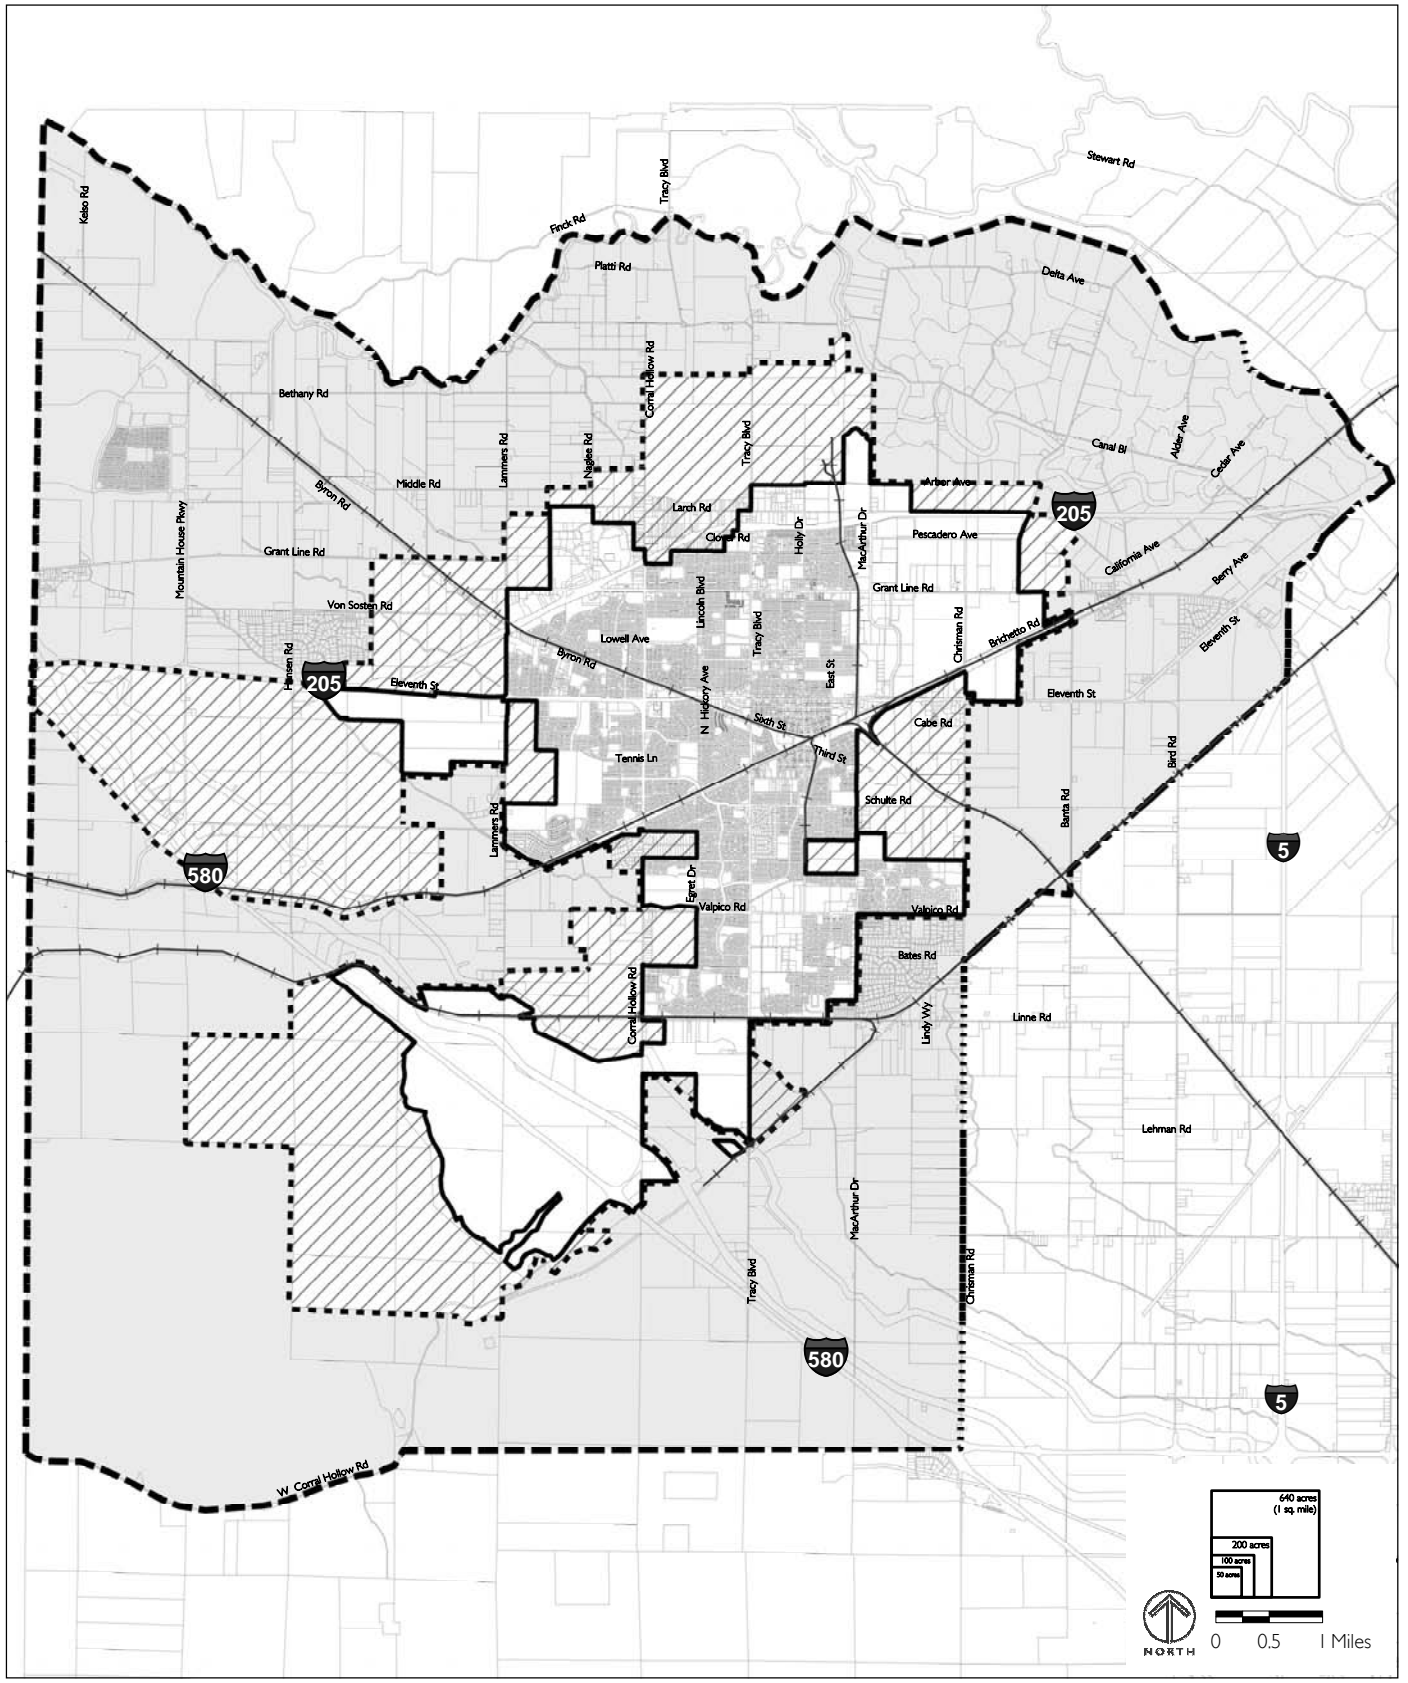 Stewart Rd
Tracy Blvd
Kelso Rd
Finck Rd
Platti Rd
Delta Ave
Corral Hollow Rd
Bethany Rd
Alder Ave
Tracy Blvd
Canal Bl
Cedar Ave
Lammers Rd
Naglee Rd
Middle Rd
Byron Rd
Arbor Ave
205
Larch Rd
Mountain House Pkwy
Holly Dr
MacArthur Dr
Pescadero Ave
Clover Rd
Grant Line Rd
California Ave
Berry Ave
Grant Line Rd
Von Sosten Rd
Lincoln Blvd
Tracy Blvd
Chrisman Rd
Brichetto Rd
Eleventh St
Lowell Ave
Byron Rd
Hansen Rd
205
Eleventh St
East St
Eleventh St
N Hickory Ave
Sixth St
Cabe Rd
Third St
Tennis Ln
Bird Rd
Schulte Rd
Banta Rd
Lammers Rd
580
5
Egret Dr
Valpico Rd
Valpico Rd
Bates Rd
Corral Hollow Rd
Lindy Wy
Linne Rd
Lehman Rd
MacArthur Dr
Tracy Blvd
Chrisman Rd
580
5
W Corral Hollow Rd
640 acres
(1 sq. mile)
200 acres
100 acres
50 acres
NORTH
0 0.5 1 Miles